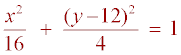 x²/16 + (y−12)²/4 = 1